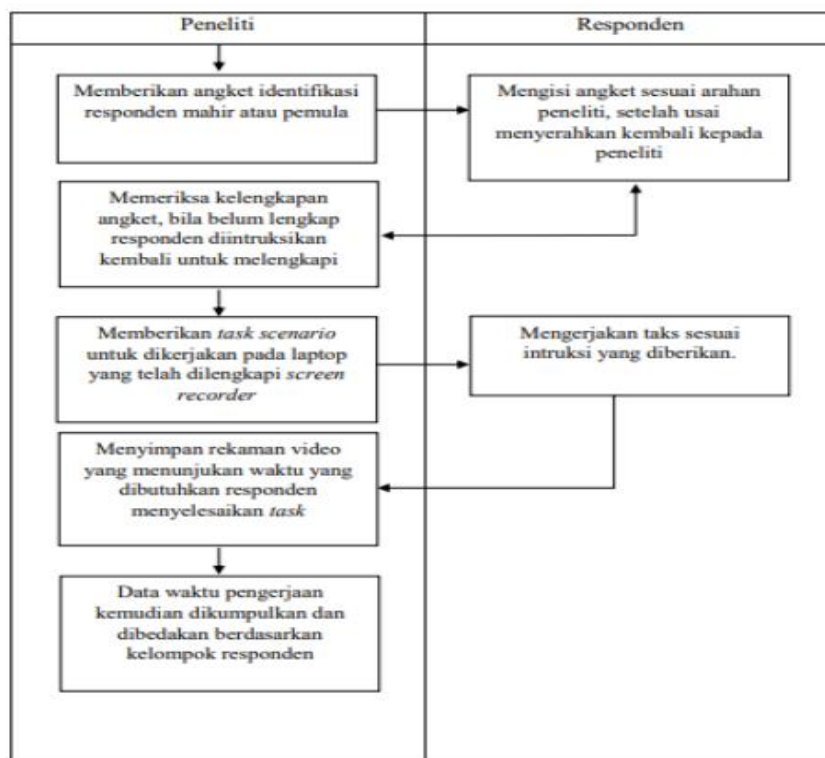 Peneliti
Responden
Memberikan angket identifikasi
responden mahir atau pemula
Mengisi angket sesuai arahan
peneliti, setelah usai
menyerahkan kembali kepada
peneliti
Memeriksa kelengkapan
angket, bila belum lengkap
responden diintruksikan
kembali untuk melengkapi
Memberikan task scenario
untuk dikerjakan pada laptop
yang telah dilengkapi screen
recorder
Mengerjakan taks sesuai
intruksi yang diberikan.
Menyimpan rekaman video
yang menunjukan waktu yang
dibutuhkan responden
menyelesaikan task
Data waktu pengerjaan
kemudian dikumpulkan dan
dibedakan berdasarkan
kelompok responden